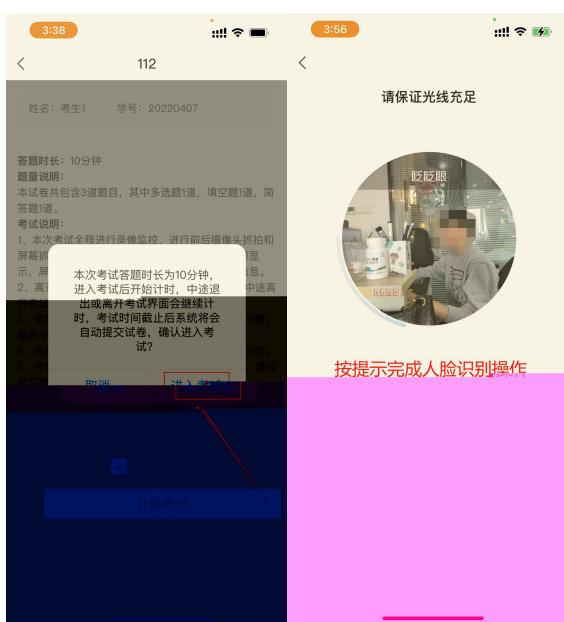 3:38
112
姓名：考生1 学号：20220407
答题时长：10分钟
题量说明：
本试卷共包含3道题目，其中多选题1道，填空题1道，简
答题1道。
考试说明：
1、本次考试全程进行录像监控，进行前后摄像头抓拍和
屏幕抓
显
示，屏
息。
2、离
中途离
本次考试答题时长为10分钟，
进入考试后开始计时，中途退
出或离开考试界面会继续计
时，考试时间截止后系统将会
自动提交试卷，确认进入考
试?
取消
进入考试
开始考试
3:56
请保证光线充足
眨眨眼
按提示完成人脸识别操作